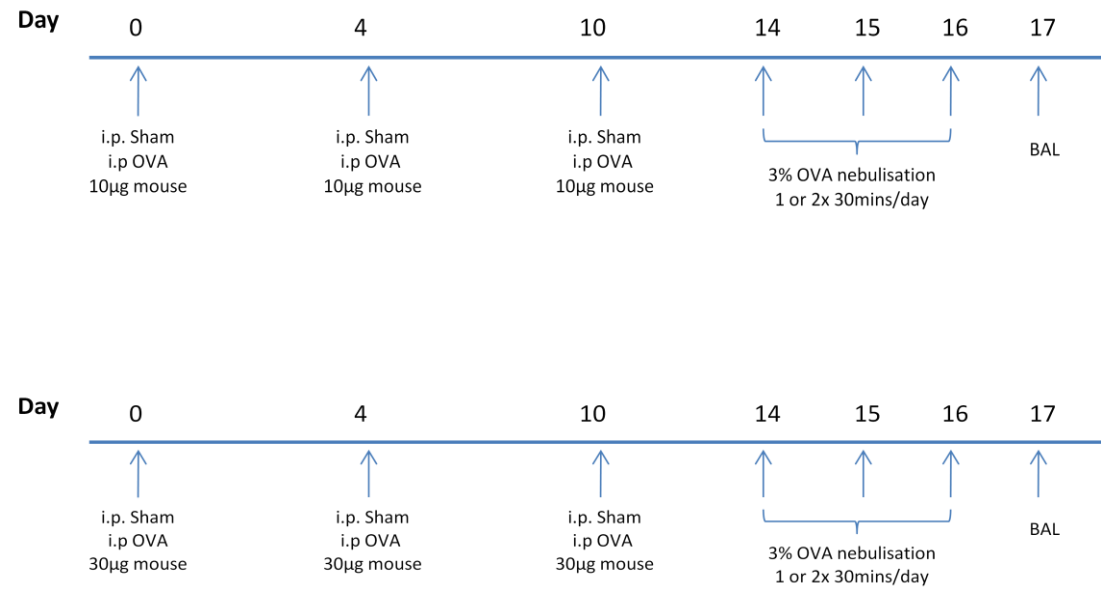 Day 0 4 10 14 15 16 17
i.p. Sham i.p. Sham i.p. Sham BAL
i.p OVA i.p OVA i.p OVA
10µg mouse 10µg mouse 10µg mouse
3% OVA nebulisation
1 or 2x 30mins/day
Day 0 4 10 14 15 16 17
i.p. Sham i.p. Sham i.p. Sham BAL
i.p OVA i.p OVA i.p OVA
30µg mouse 30µg mouse 30µg mouse
3% OVA nebulisation
1 or 2x 30mins/day